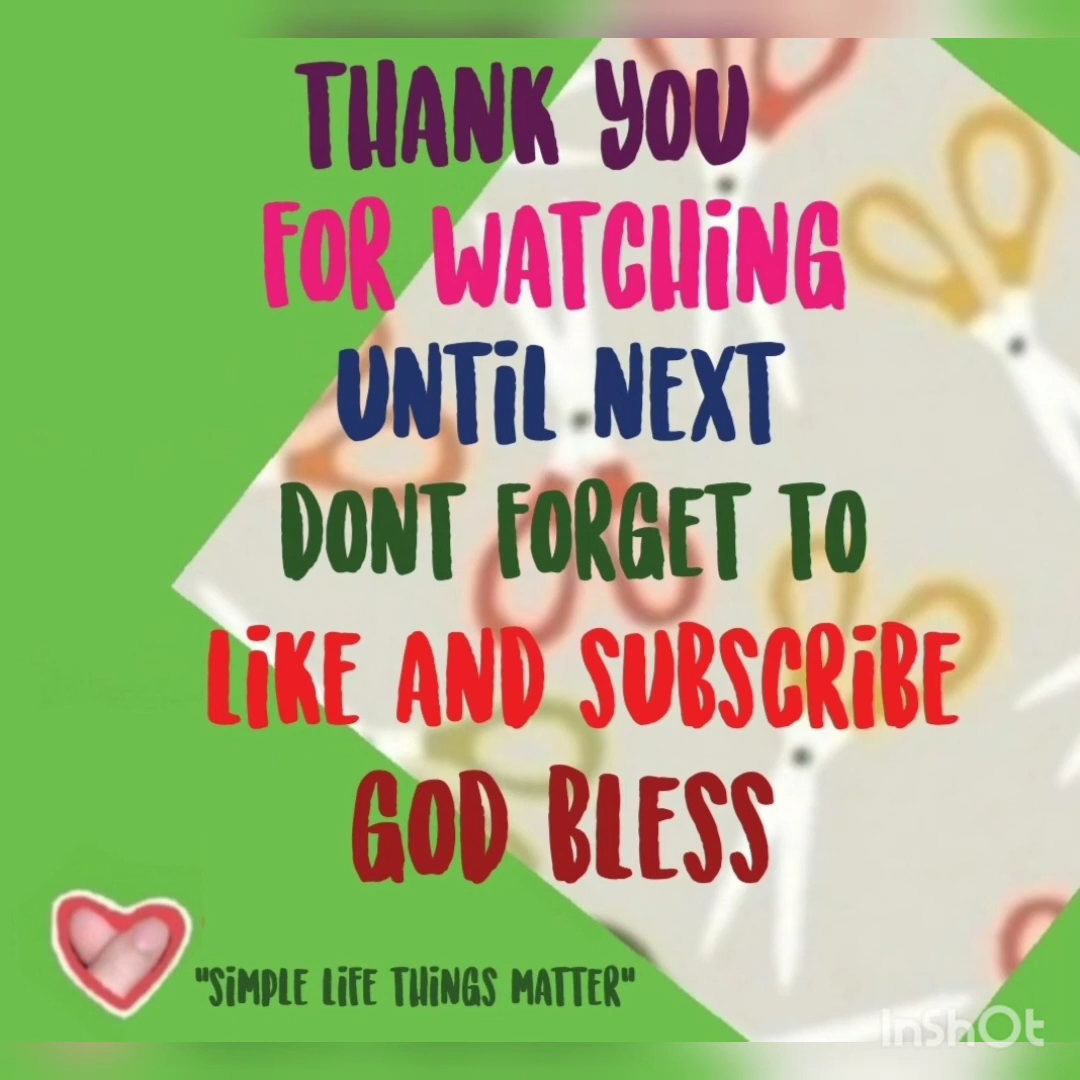 THANK YOU
FOR WATCHING
UNTIL NEXT
DONT FORGET TO
LIKE AND SUBSCRIBE
GOD BLESS
"SIMPLE LIFE THINGS MATTER"
InShOt